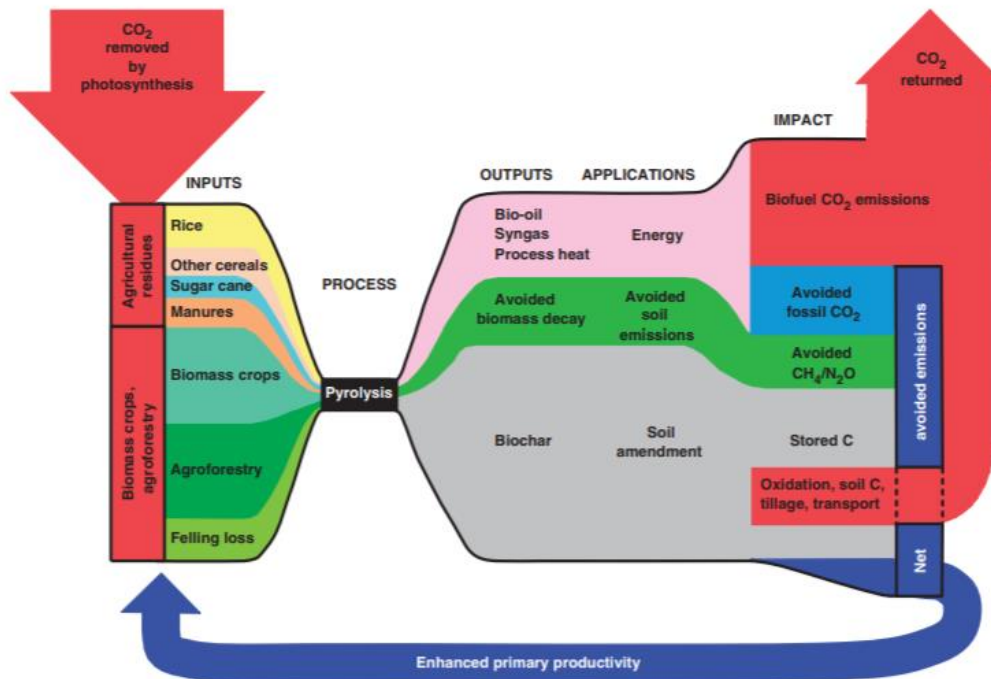 CO₂
removed
by
photosynthesis
CO₂
returned
IMPACT
INPUTS
OUTPUTS
APPLICATIONS
PROCESS
Agricultural
residues
Biomass crops,
agroforestry
Rice
Other cereals
Sugar cane
Manures
Biomass crops
Agroforestry
Felling loss
Pyrolysis
Bio-oil
Syngas
Process heat
Energy
Avoided
biomass decay
Avoided
soil
emissions
Biochar
Soil
amendment
Biofuel CO₂ emissions
Avoided
fossil CO₂
Avoided
CH₄/N₂O
Stored C
Oxidation, soil C,
tillage, transport
avoided emissions
Net
Enhanced primary productivity